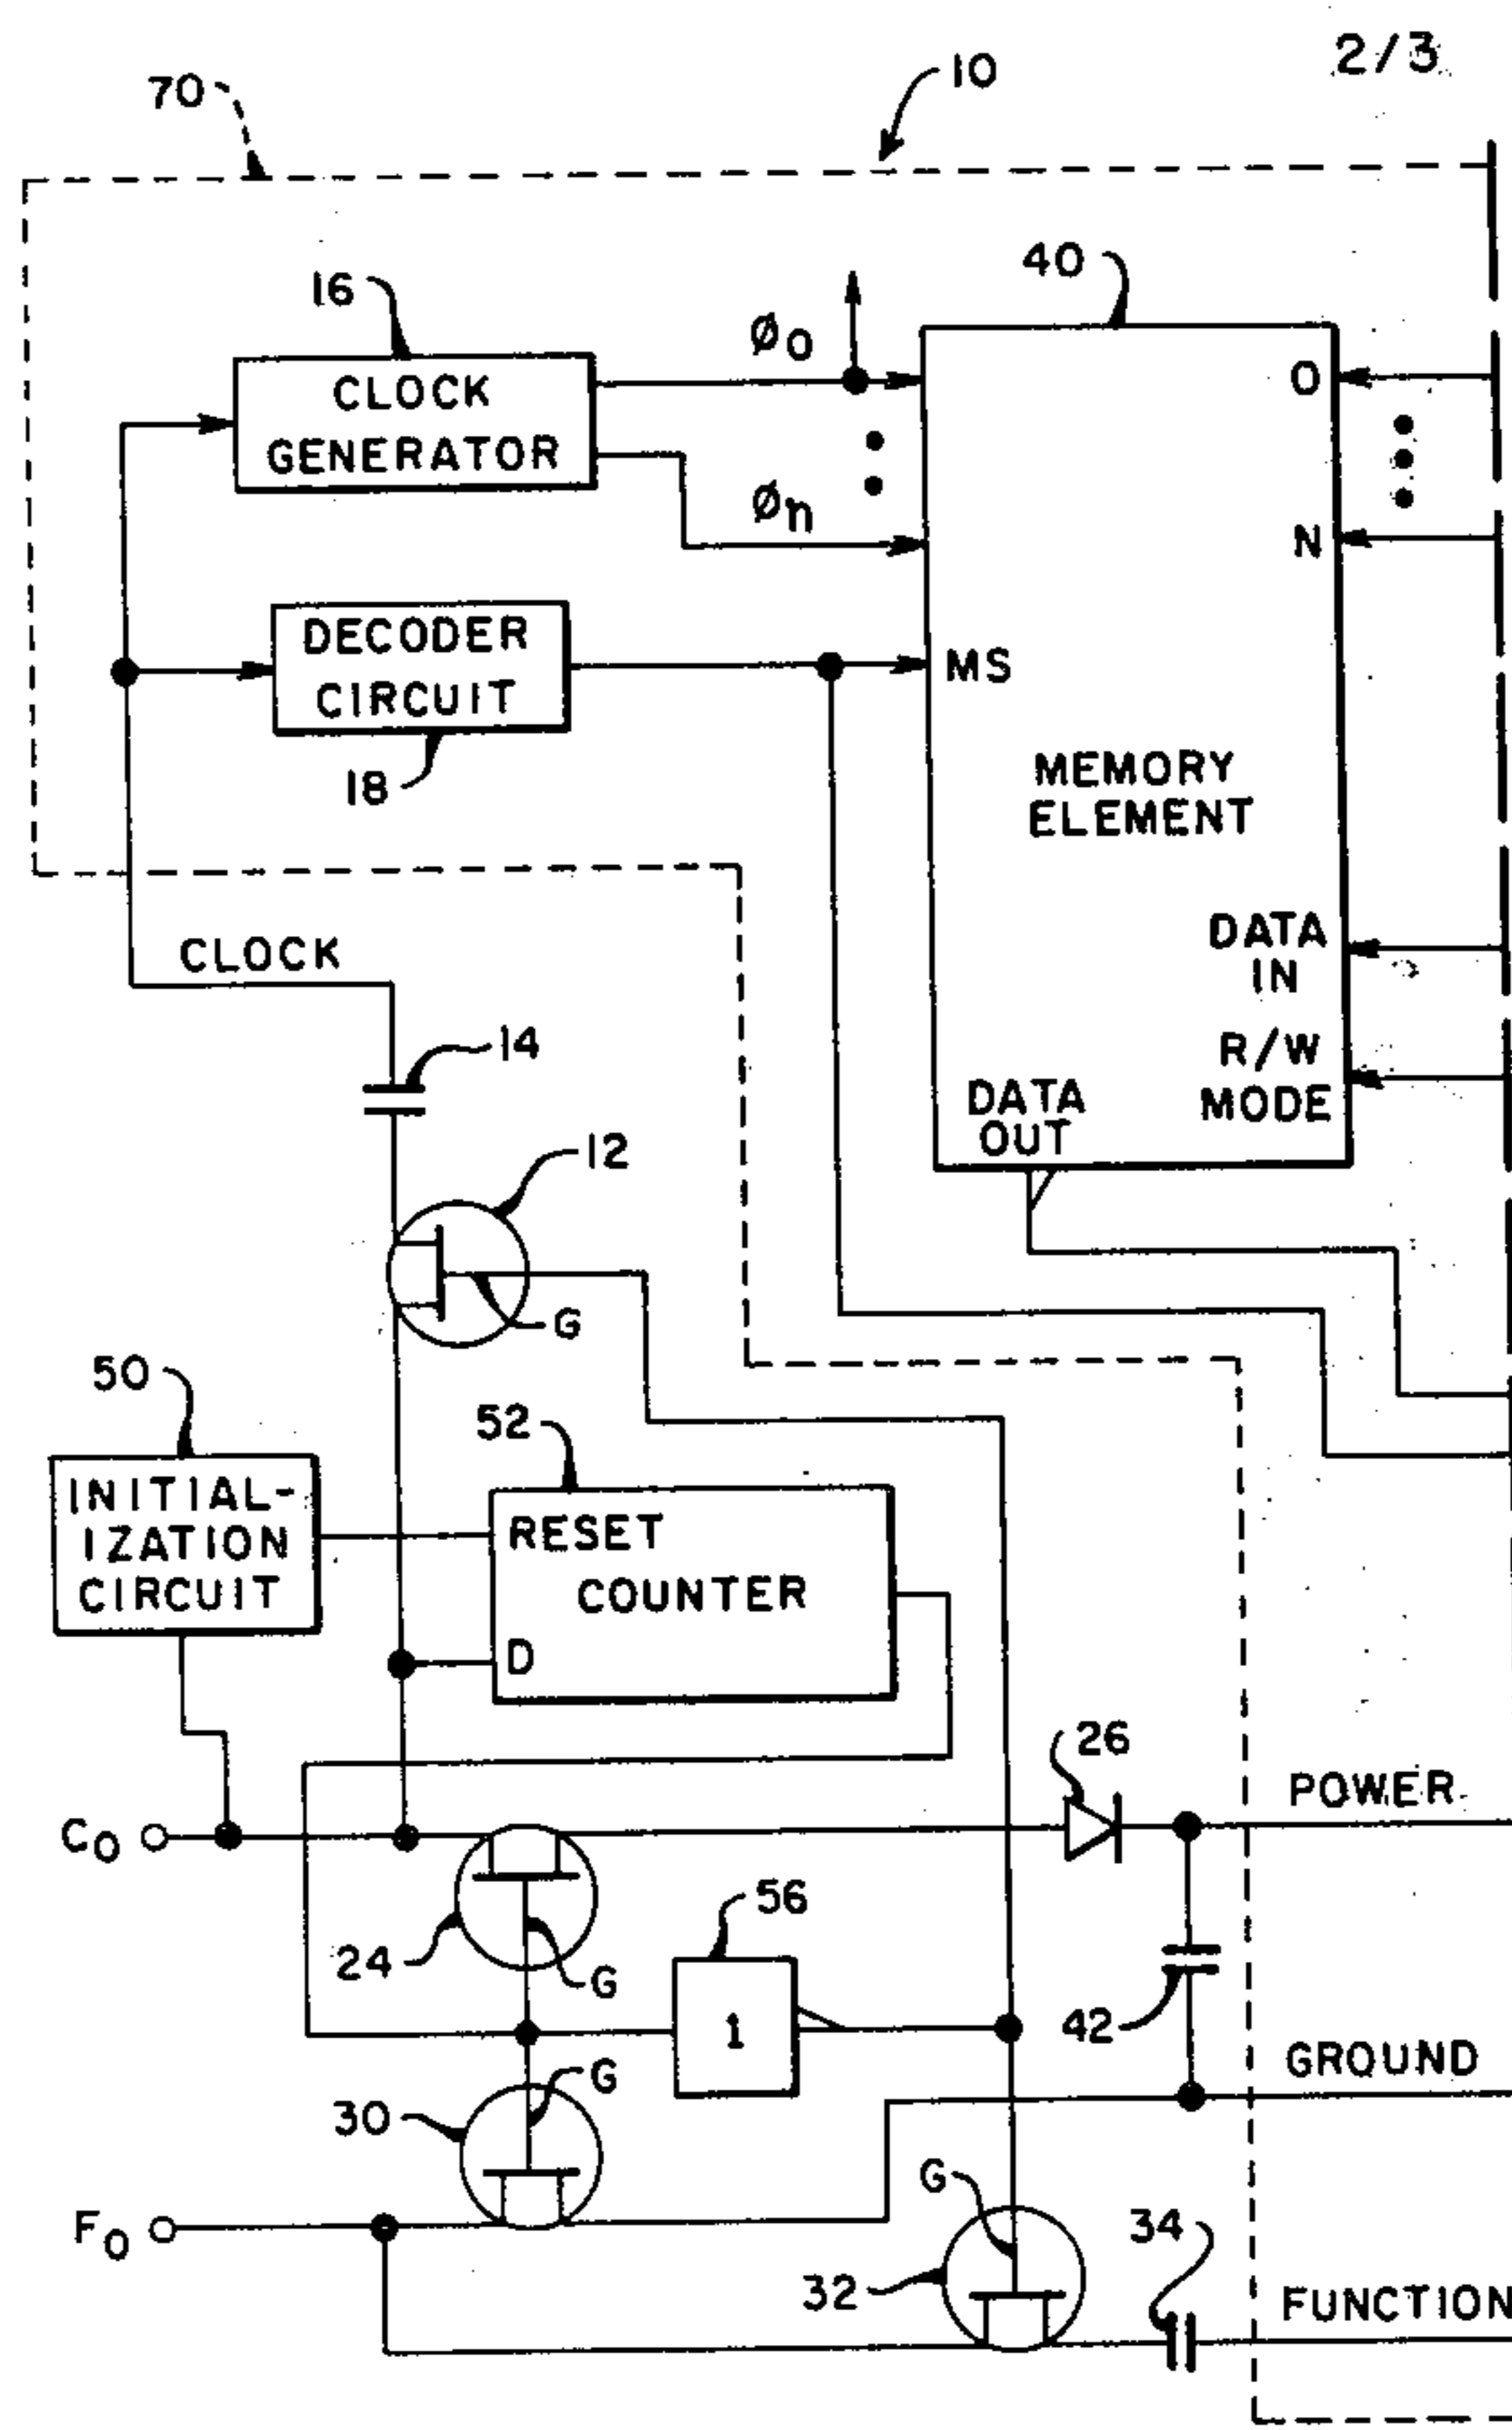 2/3
70
10
16
40
Ø0
CLOCK
GENERATOR
O
Øn
N
DECODER
CIRCUIT
MS
18
MEMORY
ELEMENT
CLOCK
DATA
IN
14
R/W
MODE
DATA
OUT
12
G
50
52
INITIAL-
IZATION
CIRCUIT
RESET
COUNTER
D
26
POWER
C0
56
24
G
1
42
GROUND
G
30
G
34
F0
32
FUNCTION